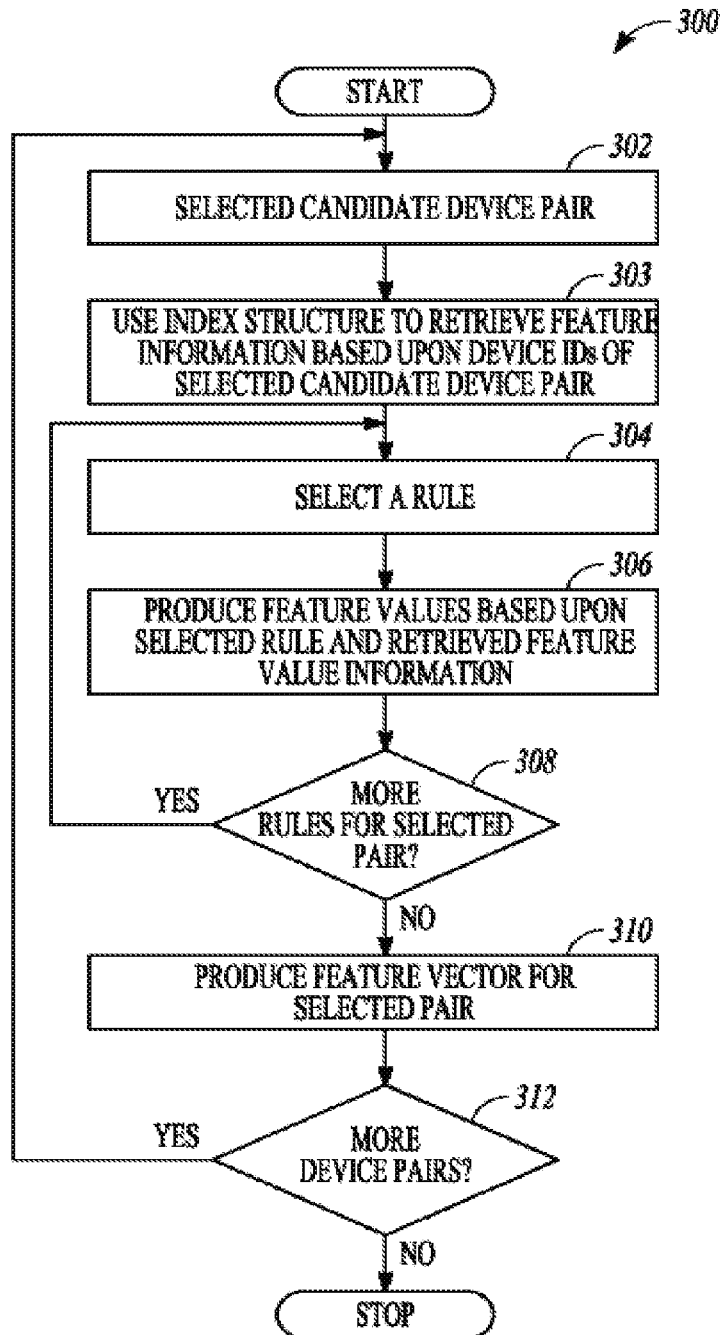 300
START
302
SELECTED CANDIDATE DEVICE PAIR
303
USE INDEX STRUCTURE TO RETRIEVE FEATURE
INFORMATION BASED UPON DEVICE IDs OF
SELECTED CANDIDATE DEVICE PAIR
304
SELECT A RULE
306
PRODUCE FEATURE VALUES BASED UPON
SELECTED RULE AND RETRIEVED FEATURE
VALUE INFORMATION
308
YES
MORE
RULES FOR SELECTED
PAIR?
NO
310
PRODUCE FEATURE VECTOR FOR
SELECTED PAIR
312
YES
MORE
DEVICE PAIRS?
NO
STOP